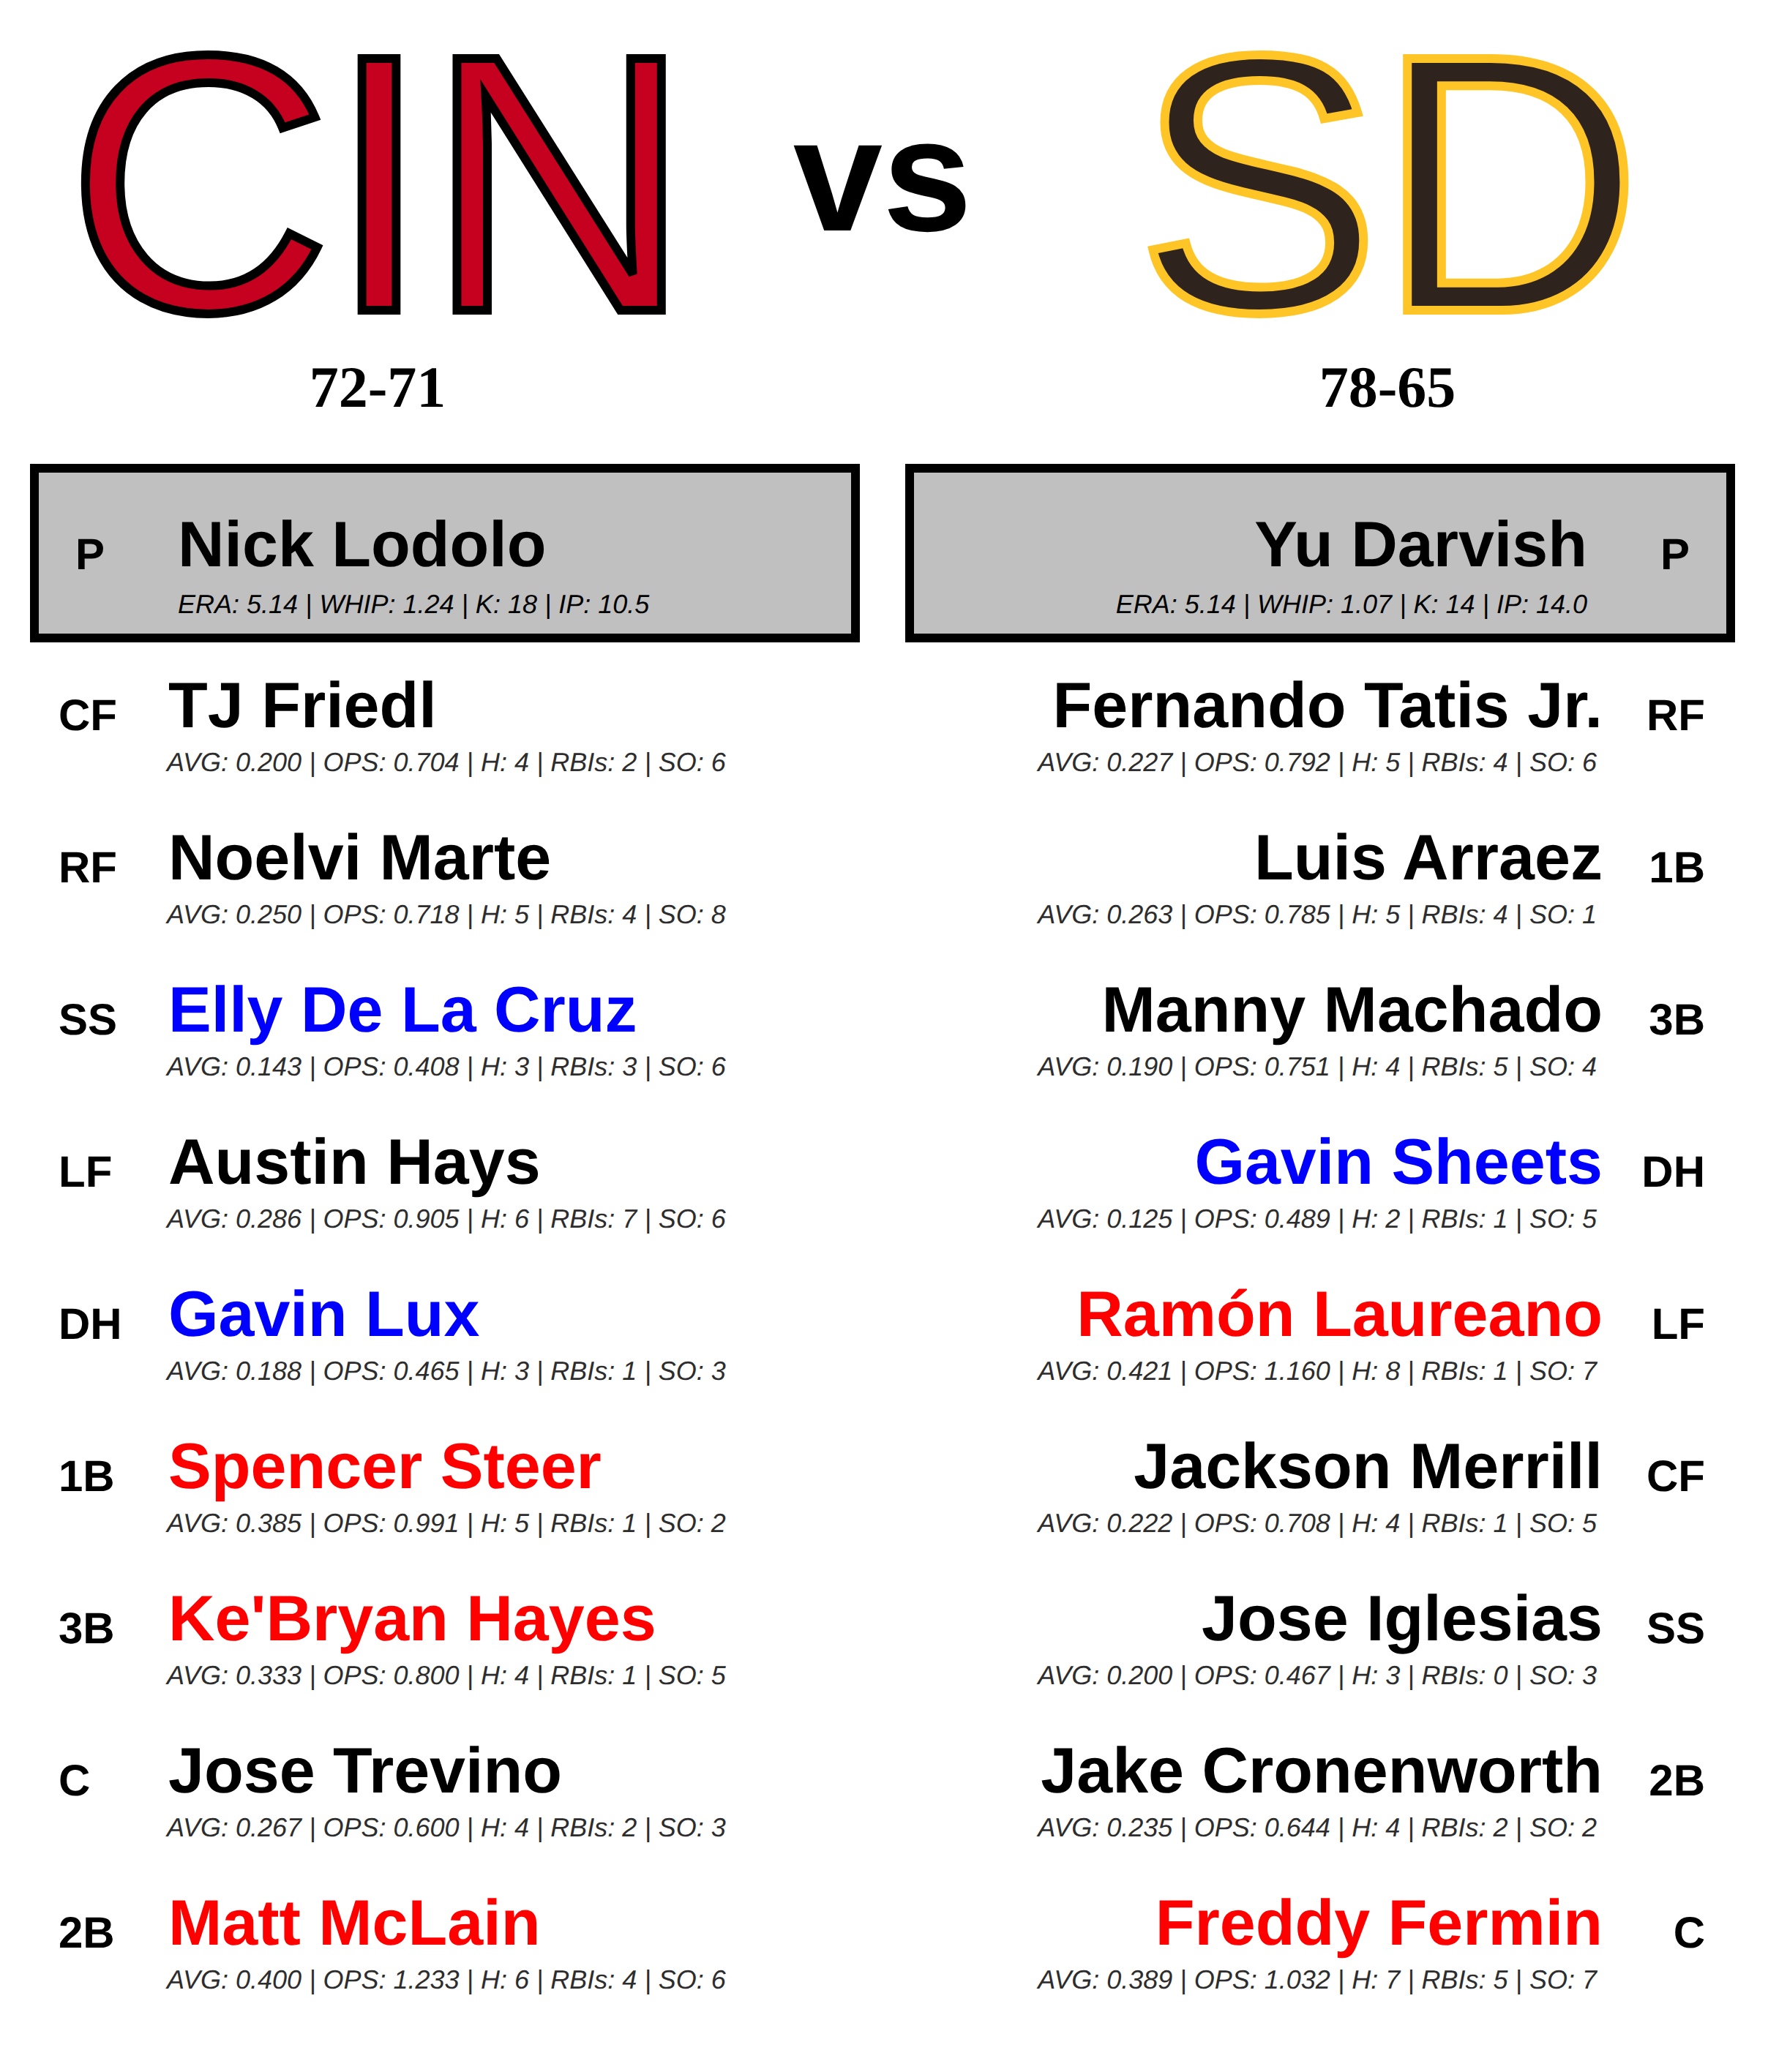 CIN vs SD
72-71 78-65
P Nick Lodolo
ERA: 5.14 | WHIP: 1.24 | K: 18 | IP: 10.5
Yu Darvish P
ERA: 5.14 | WHIP: 1.07 | K: 14 | IP: 14.0
CF TJ Friedl
AVG: 0.200 | OPS: 0.704 | H: 4 | RBIs: 2 | SO: 6
RF Noelvi Marte
AVG: 0.250 | OPS: 0.718 | H: 5 | RBIs: 4 | SO: 8
SS Elly De La Cruz
AVG: 0.143 | OPS: 0.408 | H: 3 | RBIs: 3 | SO: 6
LF Austin Hays
AVG: 0.286 | OPS: 0.905 | H: 6 | RBIs: 7 | SO: 6
DH Gavin Lux
AVG: 0.188 | OPS: 0.465 | H: 3 | RBIs: 1 | SO: 3
1B Spencer Steer
AVG: 0.385 | OPS: 0.991 | H: 5 | RBIs: 1 | SO: 2
3B Ke'Bryan Hayes
AVG: 0.333 | OPS: 0.800 | H: 4 | RBIs: 1 | SO: 5
C Jose Trevino
AVG: 0.267 | OPS: 0.600 | H: 4 | RBIs: 2 | SO: 3
2B Matt McLain
AVG: 0.400 | OPS: 1.233 | H: 6 | RBIs: 4 | SO: 6
Fernando Tatis Jr. RF
AVG: 0.227 | OPS: 0.792 | H: 5 | RBIs: 4 | SO: 6
Luis Arraez 1B
AVG: 0.263 | OPS: 0.785 | H: 5 | RBIs: 4 | SO: 1
Manny Machado 3B
AVG: 0.190 | OPS: 0.751 | H: 4 | RBIs: 5 | SO: 4
Gavin Sheets DH
AVG: 0.125 | OPS: 0.489 | H: 2 | RBIs: 1 | SO: 5
Ramón Laureano LF
AVG: 0.421 | OPS: 1.160 | H: 8 | RBIs: 1 | SO: 7
Jackson Merrill CF
AVG: 0.222 | OPS: 0.708 | H: 4 | RBIs: 1 | SO: 5
Jose Iglesias SS
AVG: 0.200 | OPS: 0.467 | H: 3 | RBIs: 0 | SO: 3
Jake Cronenworth 2B
AVG: 0.235 | OPS: 0.644 | H: 4 | RBIs: 2 | SO: 2
Freddy Fermin C
AVG: 0.389 | OPS: 1.032 | H: 7 | RBIs: 5 | SO: 7